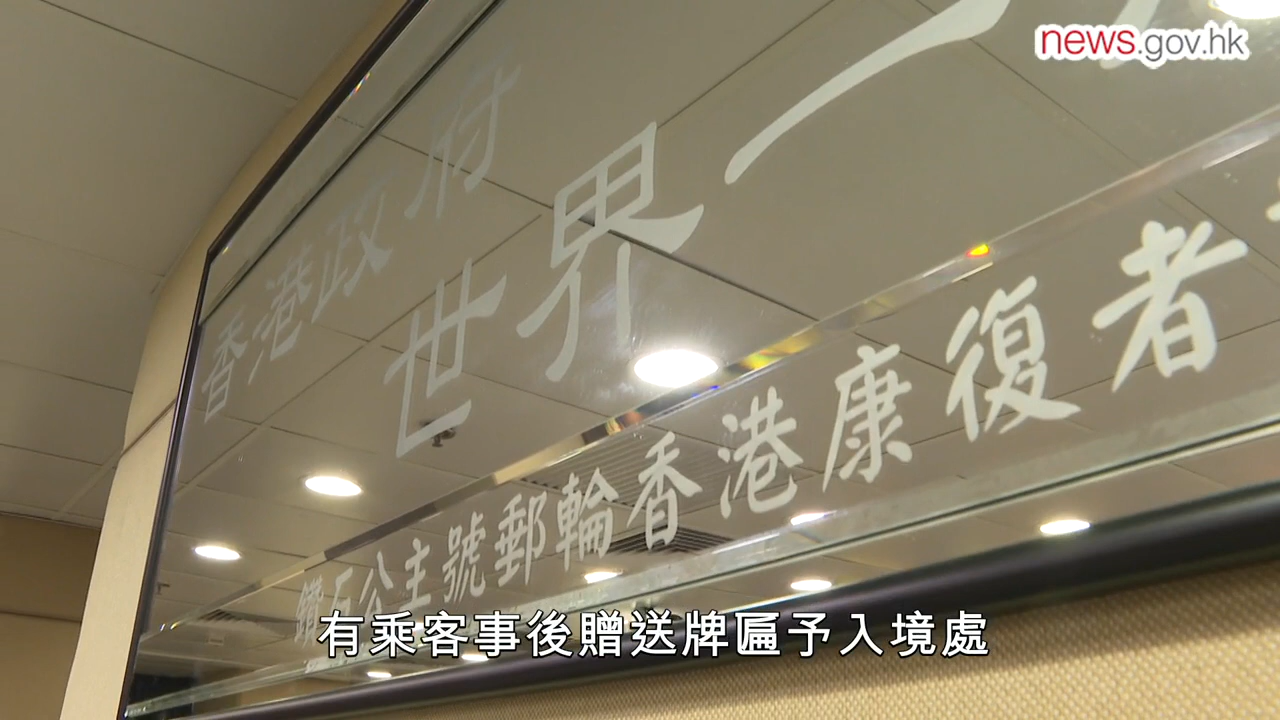 news.gov.hk
香港政府
世界一
鑽石公主號郵輪香港康復者
有乘客事後贈送牌匾予入境處